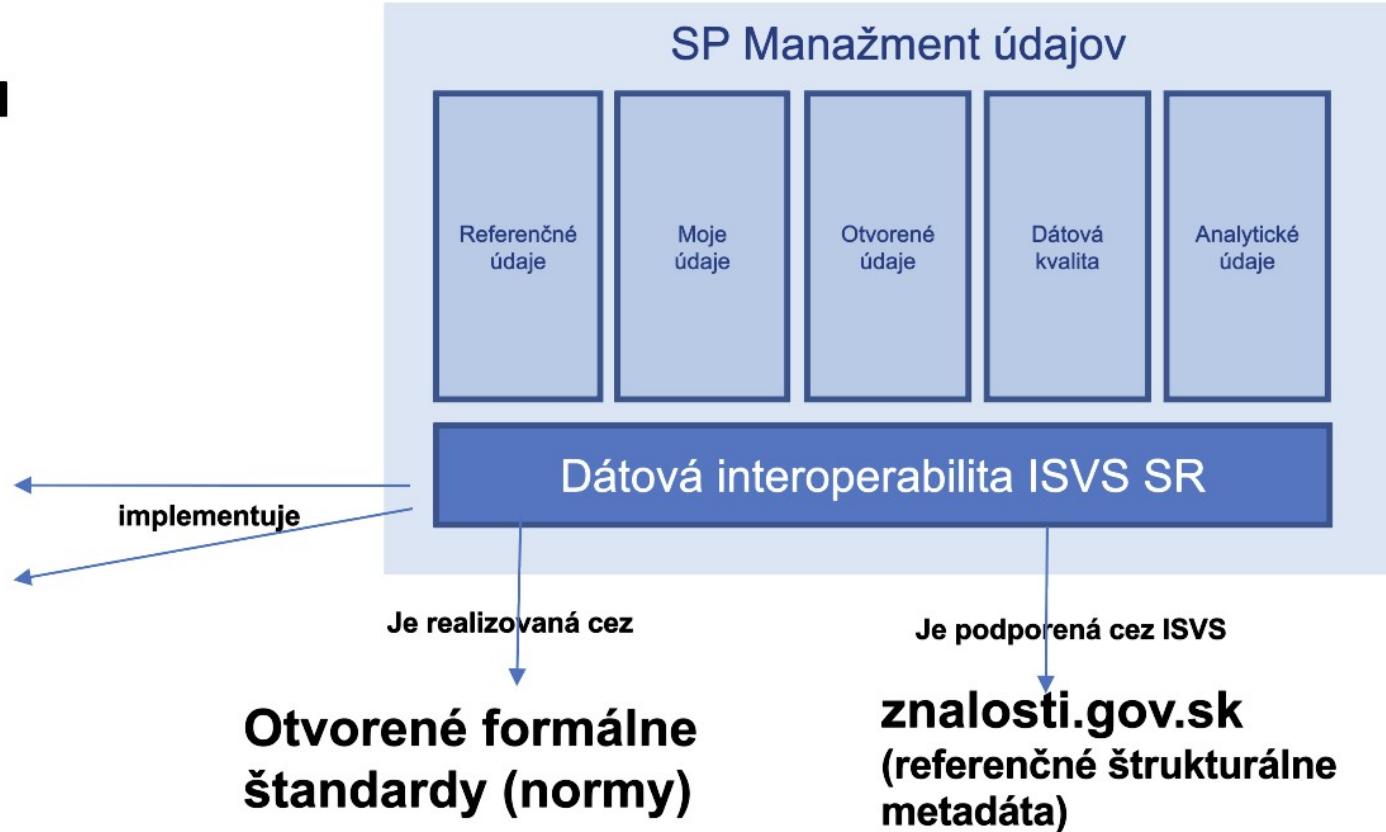 SP Manažment údajov
Referenčné
údaje
Moje
údaje
Otvorené
údaje
Dátová
kvalita
Analytické
údaje
Dátová interoperabilita ISVS SR
implementuje
Je realizovaná cez
Je podporená cez ISVS
Otvorené formálne
štandardy (normy)
znalosti.gov.sk
(referenčné štrukturálne
metadáta)